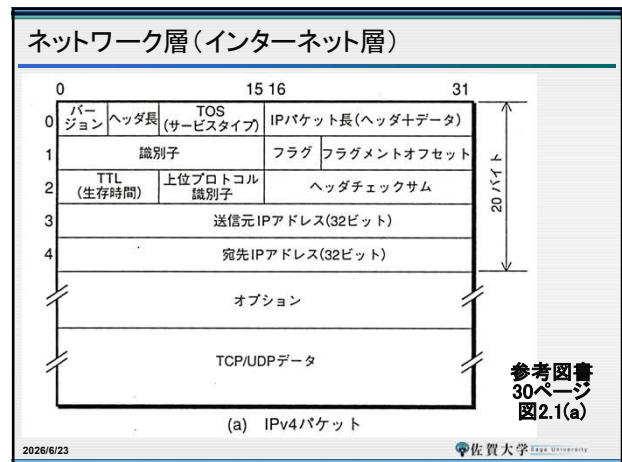 ネットワーク層(インターネット層)
0 15 16 31
0 バージョン ヘッダ長 TOS(サービスタイプ) IPパケット長(ヘッダ+データ)
1 識別子 フラグ フラグメントオフセット
2 TTL(生存時間) 上位プロトコル識別子 ヘッダチェックサム
3 送信元IPアドレス(32ビット)
4 宛先IPアドレス(32ビット)
20バイト
オプション
TCP/UDPデータ
(a) IPv4パケット
参考図書
30ページ
図2.1(a)
2026/6/23
佐賀大学 Saga University